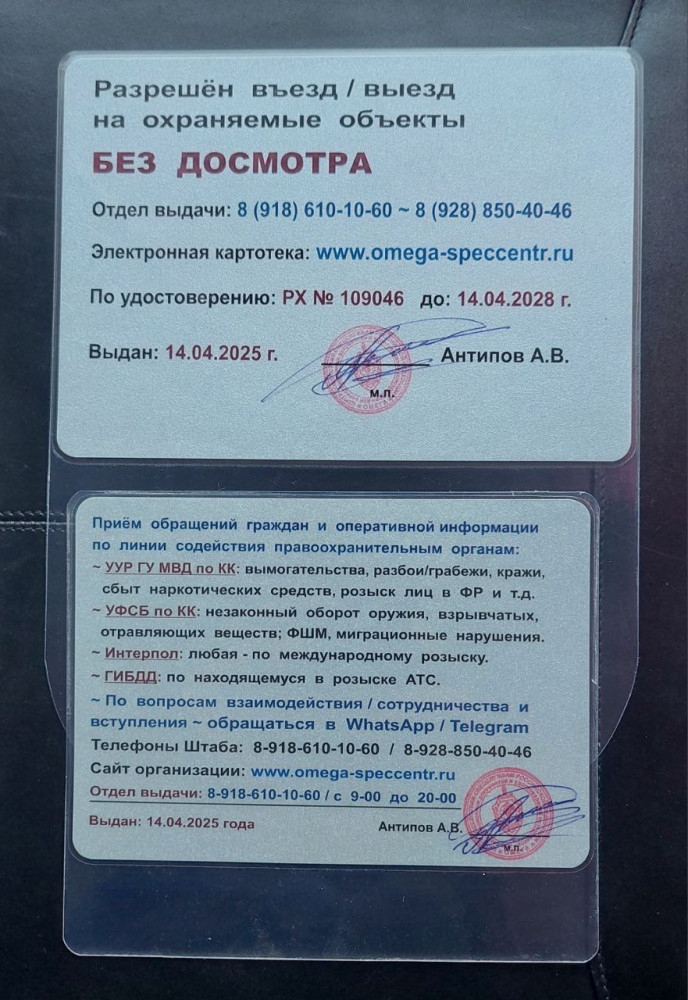 Разрешён въезд / выезд
на охраняемые объекты
БЕЗ ДОСМОТРА
Отдел выдачи: 8 (918) 610-10-60 ~ 8 (928) 850-40-46
Электронная картотека: www.omega-speccentr.ru
По удостоверению: РХ № 109046 до: 14.04.2028 г.
Выдан: 14.04.2025 г. Антипов А.В.
м.п.
Приём обращений граждан и оперативной информации
по линии содействия правоохранительным органам:
~ УУР ГУ МВД по КК: вымогательства, разбои/грабежи, кражи,
сбыт наркотических средств, розыск лиц в ФР и т.д.
~ УФСБ по КК: незаконный оборот оружия, взрывчатых,
отравляющих веществ; ФШМ, миграционные нарушения.
~ Интерпол: любая - по международному розыску.
~ ГИБДД: по находящемуся в розыске АТС.
~ По вопросам взаимодействия / сотрудничества и
вступления ~ обращаться в WhatsApp / Telegram
Телефоны Штаба: 8-918-610-10-60 / 8-928-850-40-46
Сайт организации: www.omega-speccentr.ru
Отдел выдачи: 8-918-610-10-60 / с 9-00 до 20-00
Выдан: 14.04.2025 года Антипов А.В.
м.п.